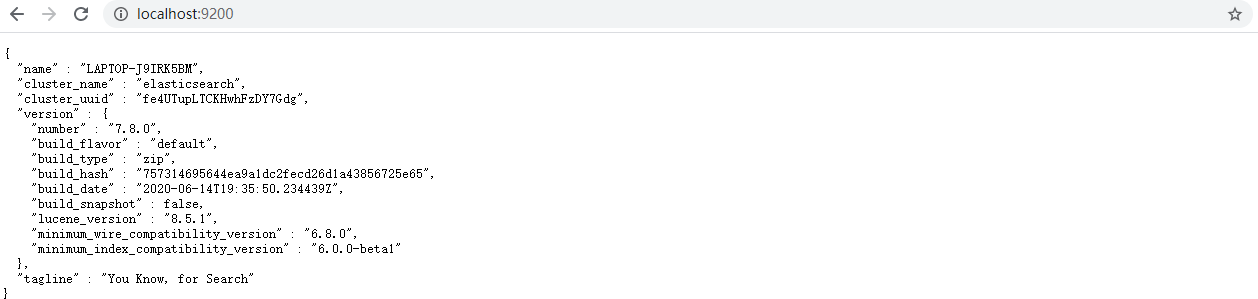 localhost:9200
{
  "name" : "LAPTOP-J9IRK5BM",
  "cluster_name" : "elasticsearch",
  "cluster_uuid" : "fe4UTupLTCKHwhFzDY7Gdg",
  "version" : {
    "number" : "7.8.0",
    "build_flavor" : "default",
    "build_type" : "zip",
    "build_hash" : "757314695644ea9a1dc2fecd26d1a43856725e65",
    "build_date" : "2020-06-14T19:35:50.234439Z",
    "build_snapshot" : false,
    "lucene_version" : "8.5.1",
    "minimum_wire_compatibility_version" : "6.8.0",
    "minimum_index_compatibility_version" : "6.0.0-beta1"
  },
  "tagline" : "You Know, for Search"
}